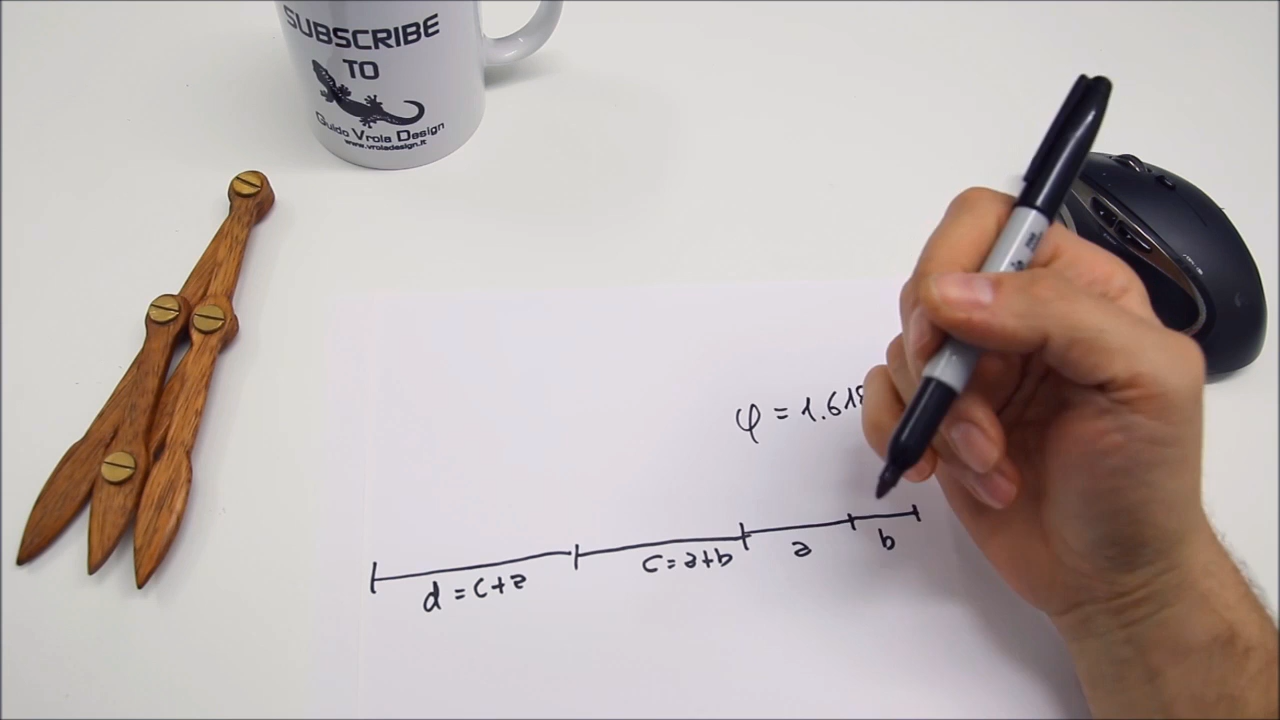 SUBSCRIBE
TO
Guido Vrola Design
www.vroladesign.it
φ = 1.618
d = c+a
c = a+b
a
b